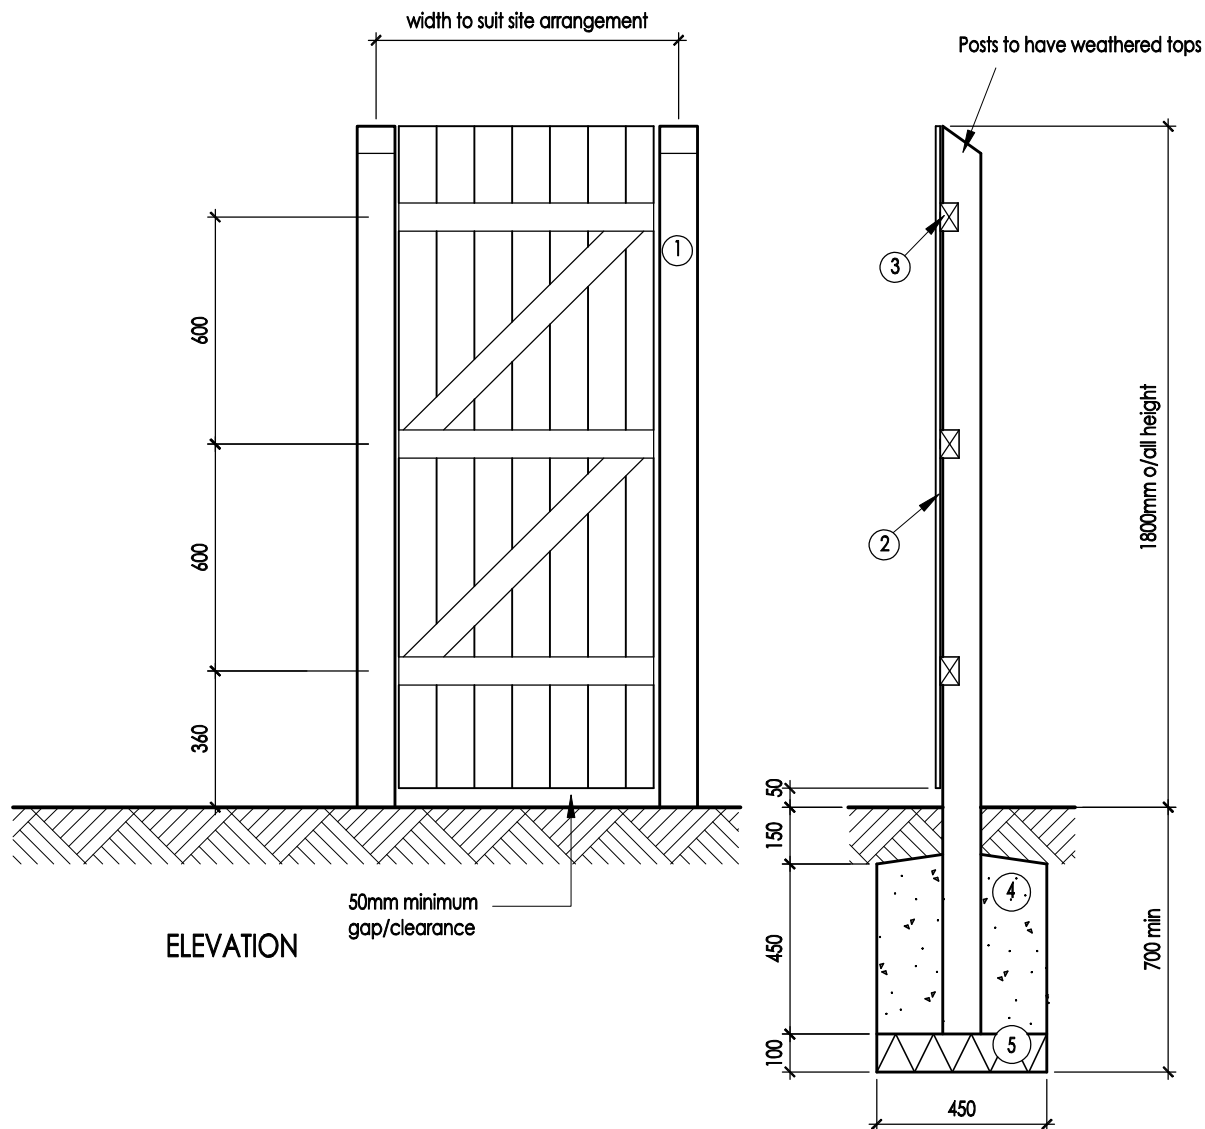 width to suit site arrangement
Posts to have weathered tops
1
3
600
1800mm o/all height
2
600
360
50
150
4
50mm minimum
gap/clearance
ELEVATION
450
700 min
5
100
450